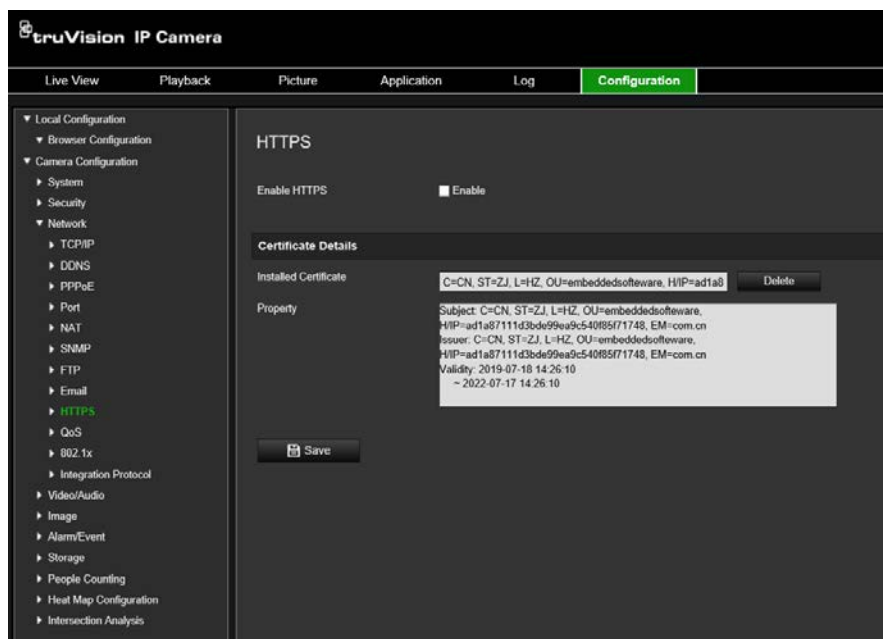 truVision IP Camera
Live View Playback Picture Application Log Configuration
Local Configuration
Browser Configuration
Camera Configuration
System
Security
Network
TCP/IP
DDNS
PPPoE
Port
NAT
SNMP
FTP
Email
HTTPS
QoS
802.1x
Integration Protocol
Video/Audio
Image
Alarm/Event
Storage
People Counting
Heat Map Configuration
Intersection Analysis
HTTPS
Enable HTTPS Enable
Certificate Details
Installed Certificate C=CN, ST=ZJ, L=HZ, OU=embeddedsofteware, H/IP=ad1a8 Delete
Property
Subject: C=CN, ST=ZJ, L=HZ, OU=embeddedsofteware,
H/IP=ad1a87111d3bde99ea9c540f85f71748, EM=com.cn
Issuer: C=CN, ST=ZJ, L=HZ, OU=embeddedsofteware,
H/IP=ad1a87111d3bde99ea9c540f85f71748, EM=com.cn
Validity: 2019-07-18 14:26:10
~ 2022-07-17 14:26:10
Save